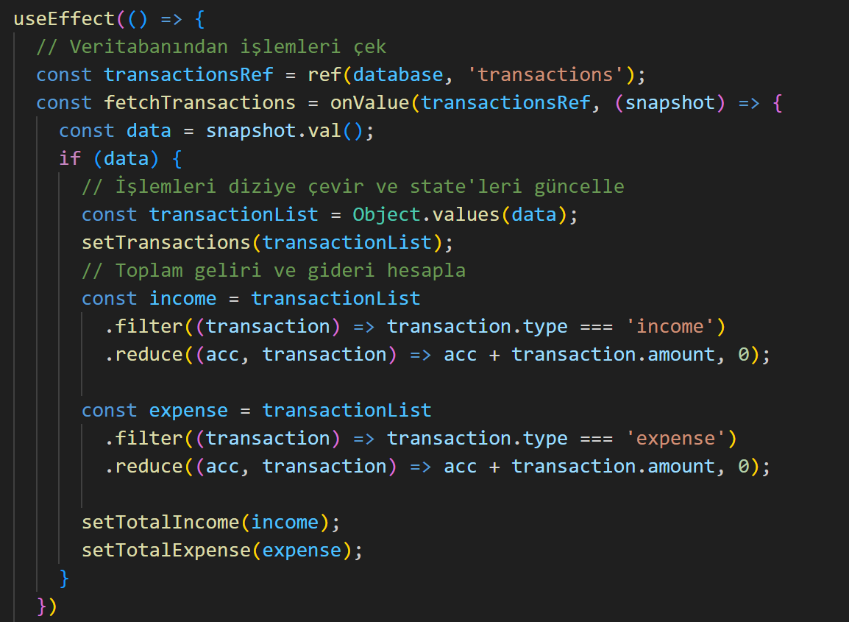 useEffect(() => {
  // Veritabanından işlemleri çek
  const transactionsRef = ref(database, 'transactions');
  const fetchTransactions = onValue(transactionsRef, (snapshot) => {
    const data = snapshot.val();
    if (data) {
      // İşlemleri diziye çevir ve state'leri güncelle
      const transactionList = Object.values(data);
      setTransactions(transactionList);
      // Toplam geliri ve gideri hesapla
      const income = transactionList
        .filter((transaction) => transaction.type === 'income')
        .reduce((acc, transaction) => acc + transaction.amount, 0);

      const expense = transactionList
        .filter((transaction) => transaction.type === 'expense')
        .reduce((acc, transaction) => acc + transaction.amount, 0);

      setTotalIncome(income);
      setTotalExpense(expense);
    }
  })